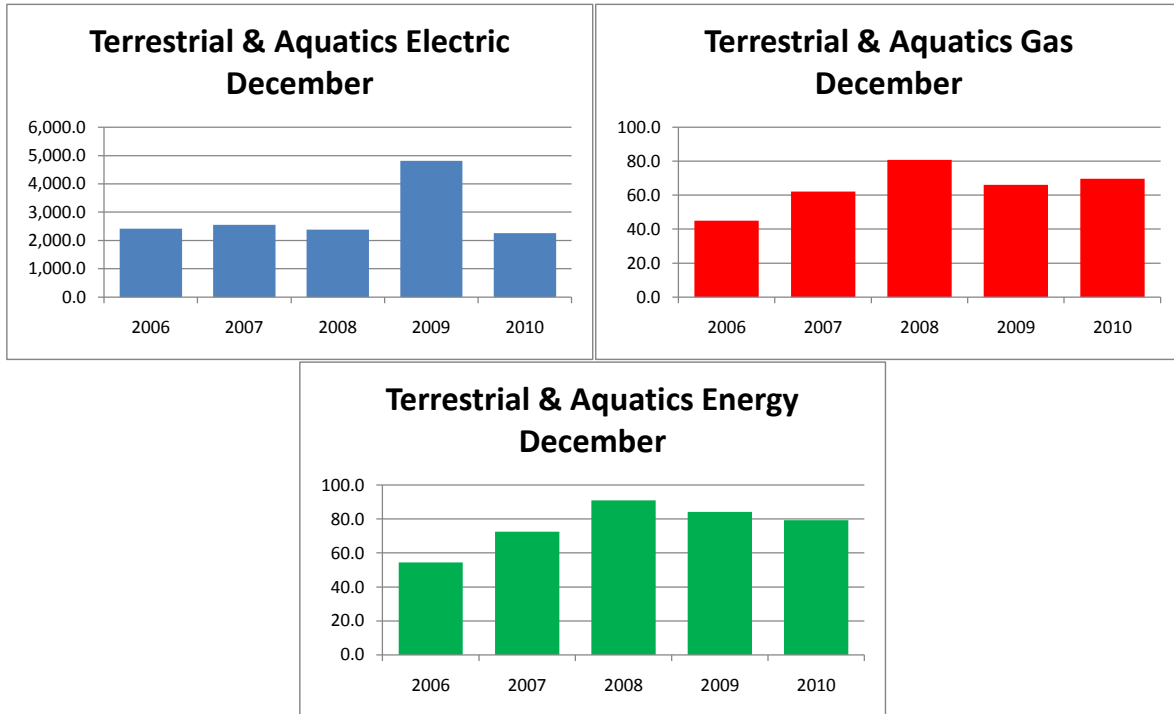 Terrestrial & Aquatics Electric
December
6,000.0
5,000.0
4,000.0
3,000.0
2,000.0
1,000.0
0.0
2006 2007 2008 2009 2010
Terrestrial & Aquatics Gas
December
100.0
80.0
60.0
40.0
20.0
0.0
2006 2007 2008 2009 2010
Terrestrial & Aquatics Energy
December
100.0
80.0
60.0
40.0
20.0
0.0
2006 2007 2008 2009 2010